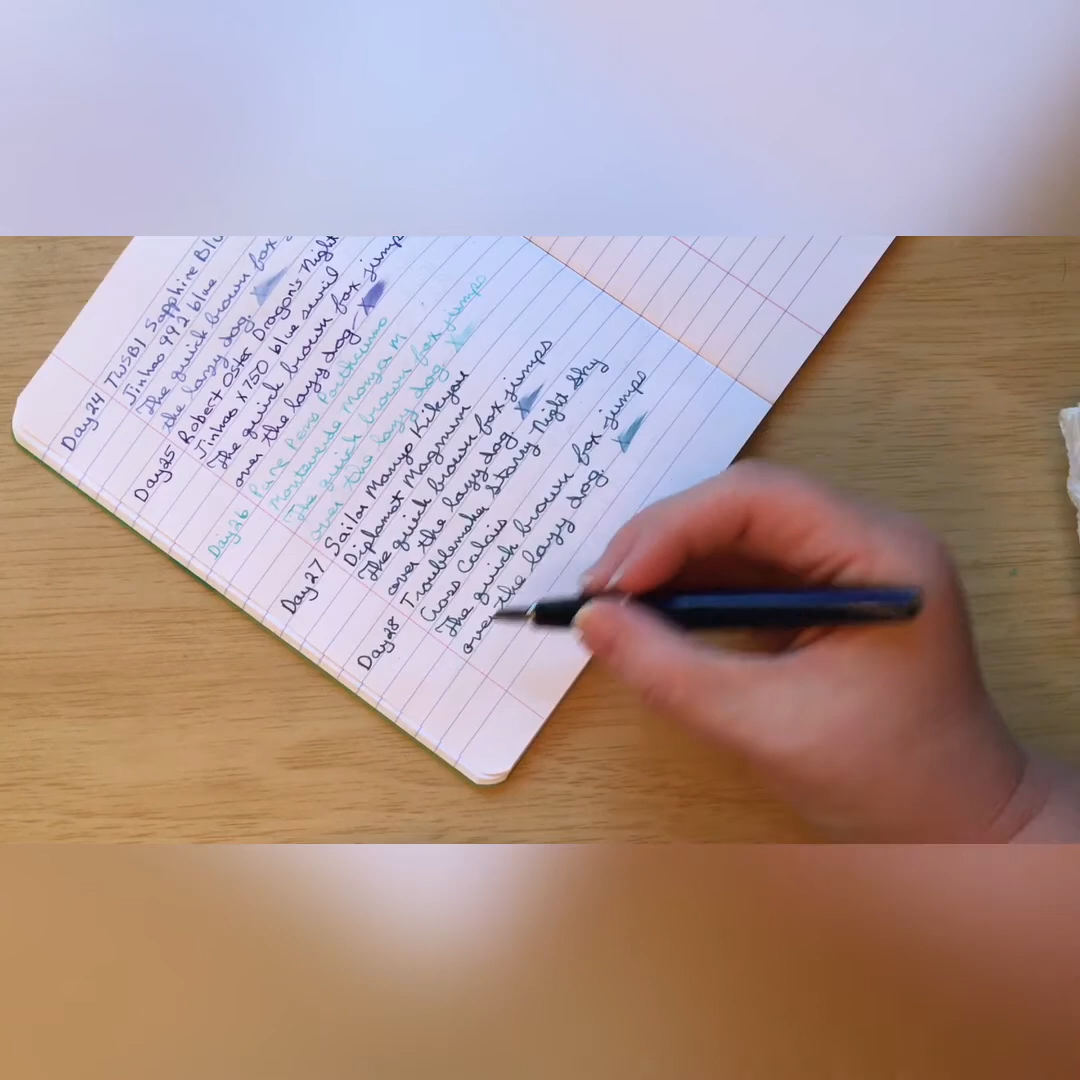 Day 24 TWSBI Sapphire Blu
Jinhao 992 blue
The quick brown fox
the lazy dog.
Day 25 Robert Oster Dragon's Night
Jinhao X750 blue swirl
The quick brown fox jump
over the lazy dog
Day 26 Pure Pens
Monteverde Monza M
The quick brown fox jumps
over the lazy dog
Day 27 Sailor Manyo Kikyou
Diplomat Magnum
The quick brown fox jumps
over the lazy dog
Day 28 Troublemaker Starry Night Sky
Cross Calais
The quick brown fox jumps
over the lazy dog.